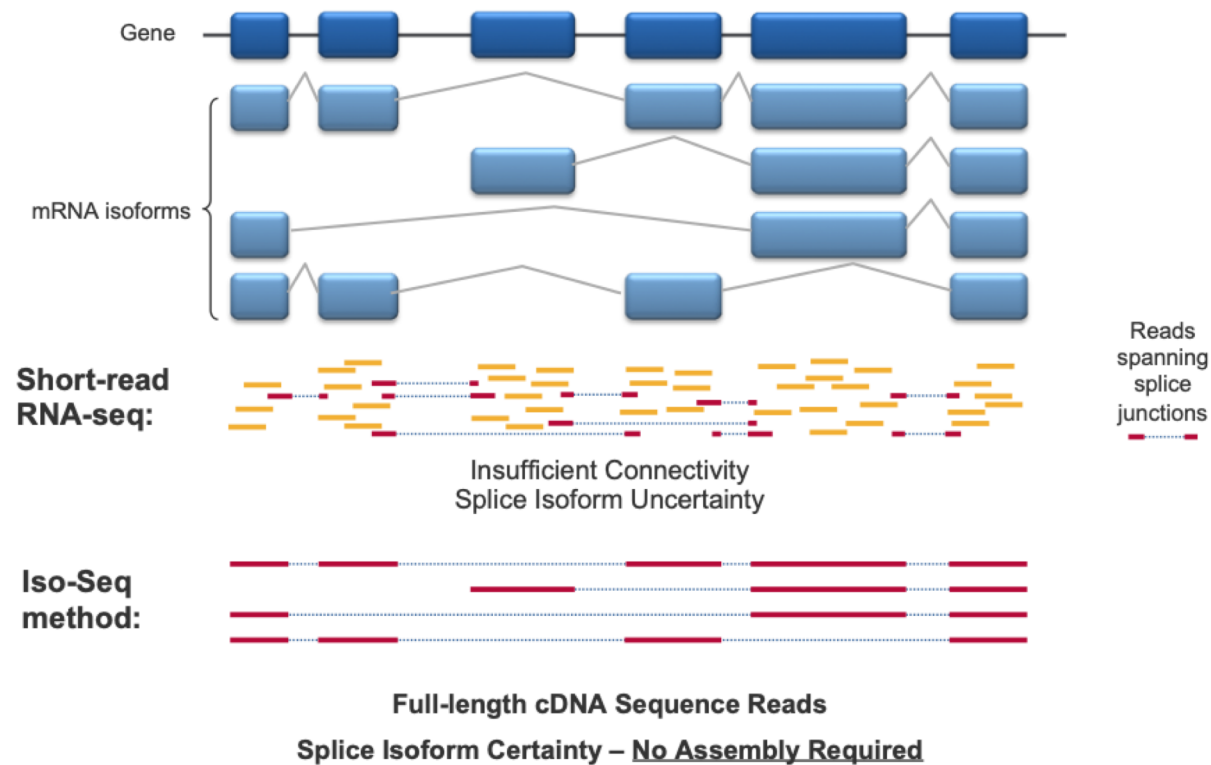 Gene
mRNA isoforms
Reads
spanning
splice
junctions
Short-read
RNA-seq:
Insufficient Connectivity
Splice Isoform Uncertainty
Iso-Seq
method:
Full-length cDNA Sequence Reads
Splice Isoform Certainty – No Assembly Required